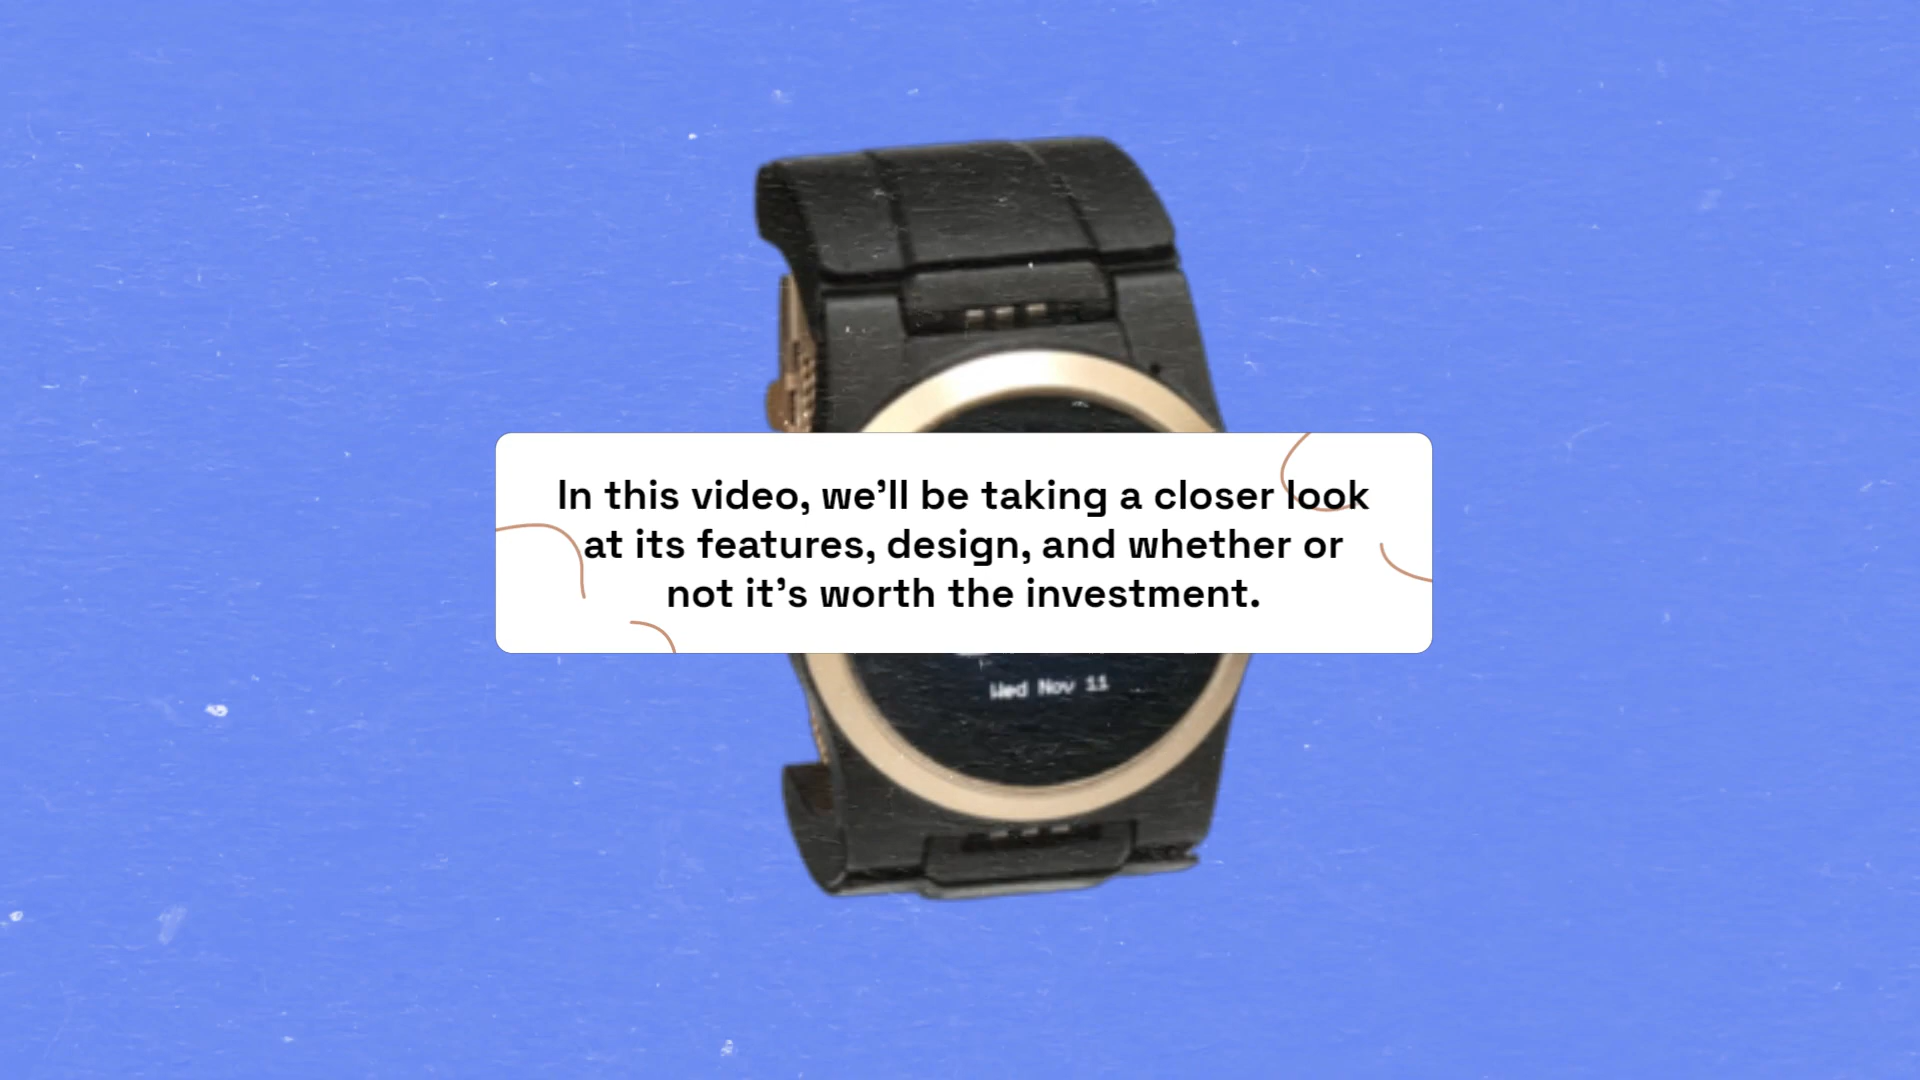 In this video, we’ll be taking a closer look
at its features, design, and whether or
not it’s worth the investment.
Wed Nov 11